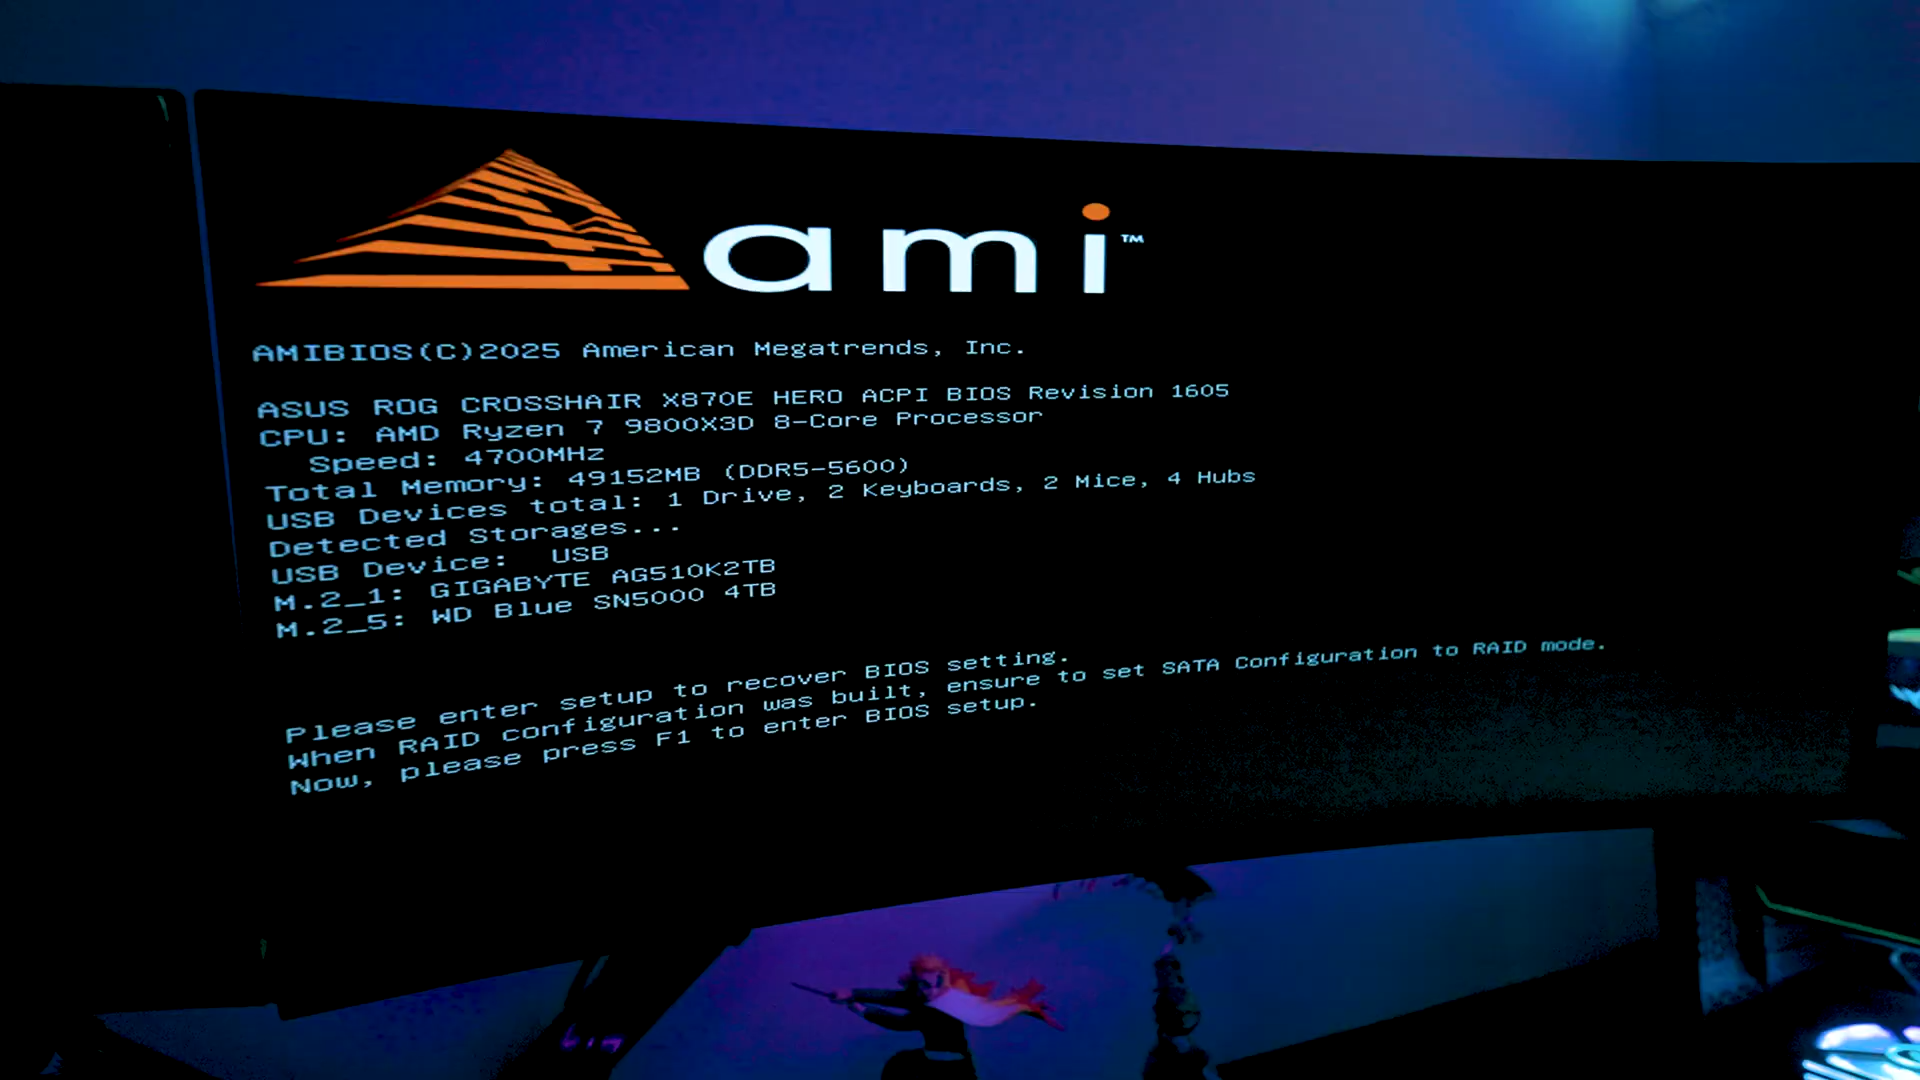 ami™
AMIBIOS(C)2025 American Megatrends, Inc.
ASUS ROG CROSSHAIR X870E HERO ACPI BIOS Revision 1605
CPU: AMD Ryzen 7 9800X3D 8-Core Processor
Speed: 4700MHz
Total Memory: 49152MB (DDR5-5600)
USB Devices total: 1 Drive, 2 Keyboards, 2 Mice, 4 Hubs
Detected Storages...
USB Device: USB
M.2_1: GIGABYTE AG510K2TB
M.2_5: WD Blue SN5000 4TB
Please enter setup to recover BIOS setting.
When RAID configuration was built, ensure to set SATA Configuration to RAID mode.
Now, please press F1 to enter BIOS setup.